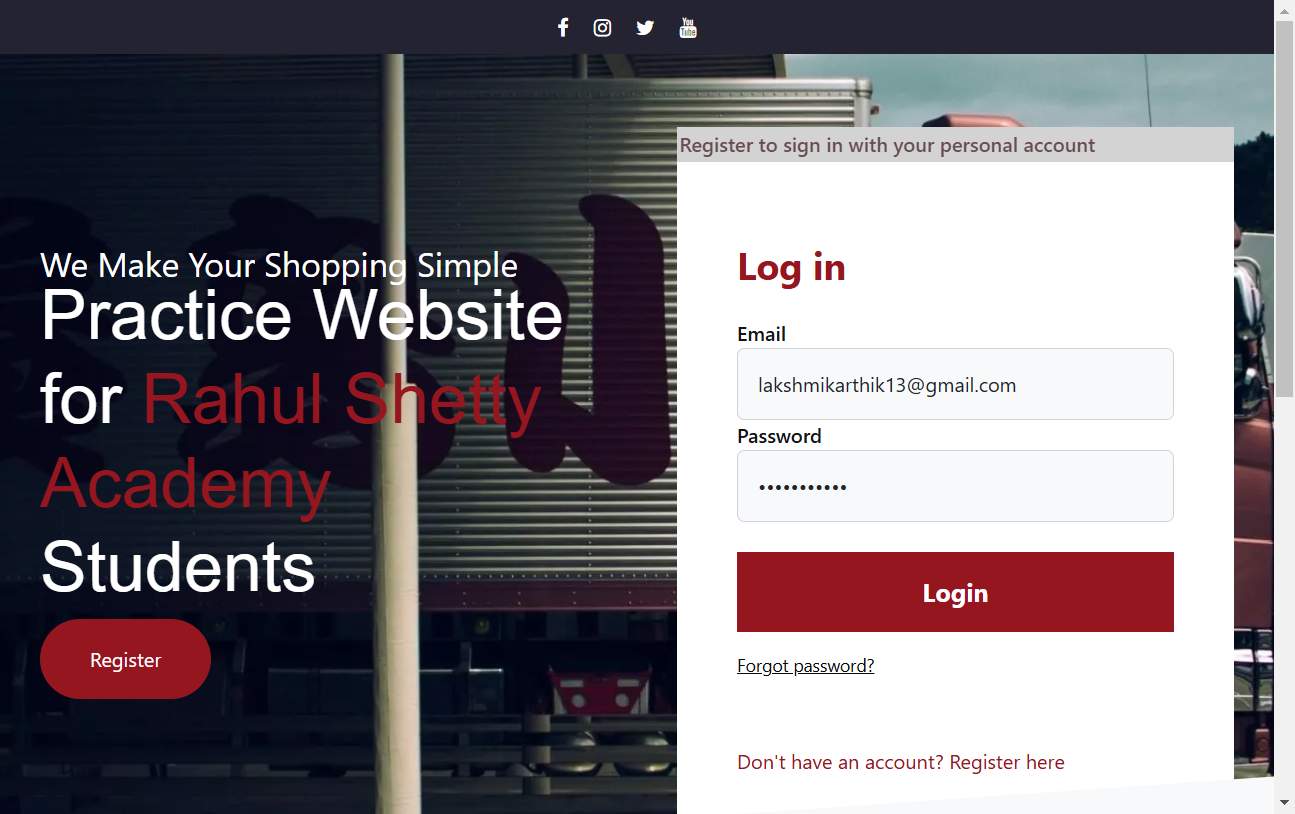 You
Tube
Register to sign in with your personal account
We Make Your Shopping Simple
Practice Website
for Rahul Shetty
Academy
Students
Register
Log in
Email
lakshmikarthik13@gmail.com
Password
•••••••••••
Login
Forgot password?
Don't have an account? Register here